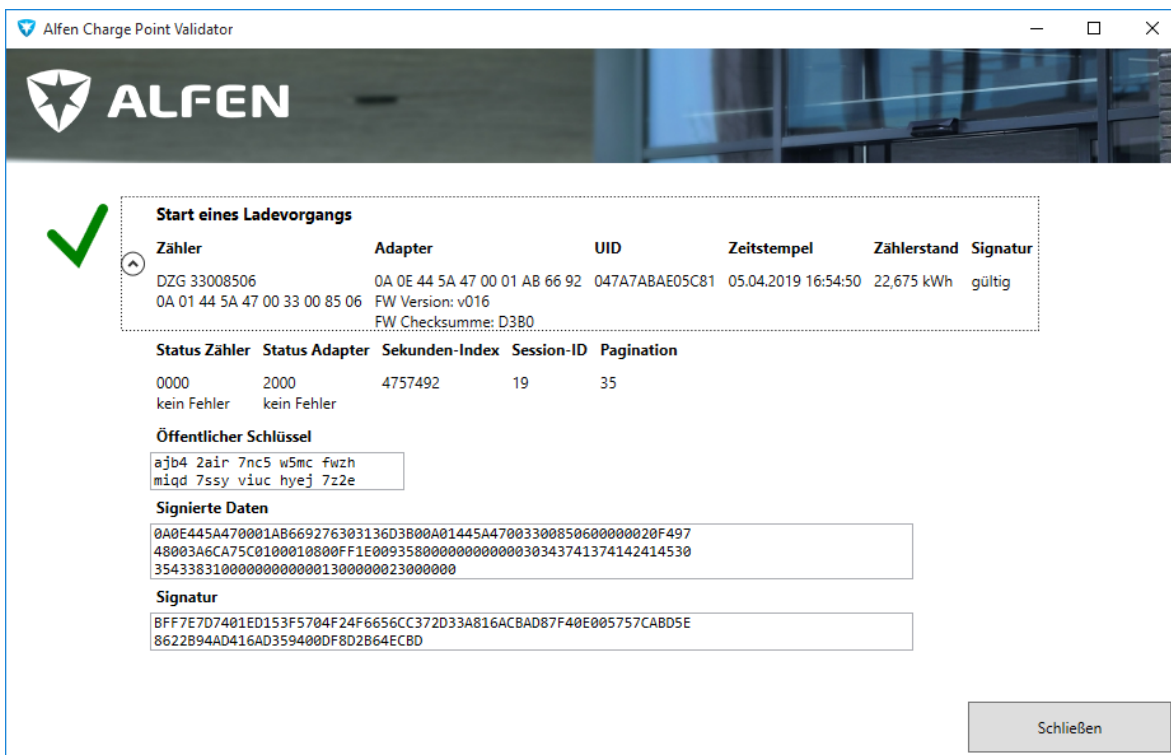 Alfen Charge Point Validator
ALFEN
Start eines Ladevorgangs
Zähler Adapter UID Zeitstempel Zählerstand Signatur
DZG 33008506 0A 0E 44 5A 47 00 01 AB 66 92 047A7ABAE05C81 05.04.2019 16:54:50 22,675 kWh gültig
0A 01 44 5A 47 00 33 00 85 06 FW Version: v016
FW Checksumme: D3B0
Status Zähler Status Adapter Sekunden-Index Session-ID Pagination
0000 2000 4757492 19 35
kein Fehler kein Fehler
Öffentlicher Schlüssel
ajb4 2air 7nc5 w5mc fwzh
miqd 7ssy viuc hyej 7z2e
Signierte Daten
0A0E445A470001AB669276303136D3B00A01445A47003300850600000020F497
48003A6CA75C0100010800FF1E00935800000000000030343741374142414530
354338310000000000001300000023000000
Signatur
BFF7E7D7401ED153F5704F24F6656CC372D33A816ACBAD87F40E005757CABD5E
8622B94AD416AD359400DF8D2B64ECBD
Schließen